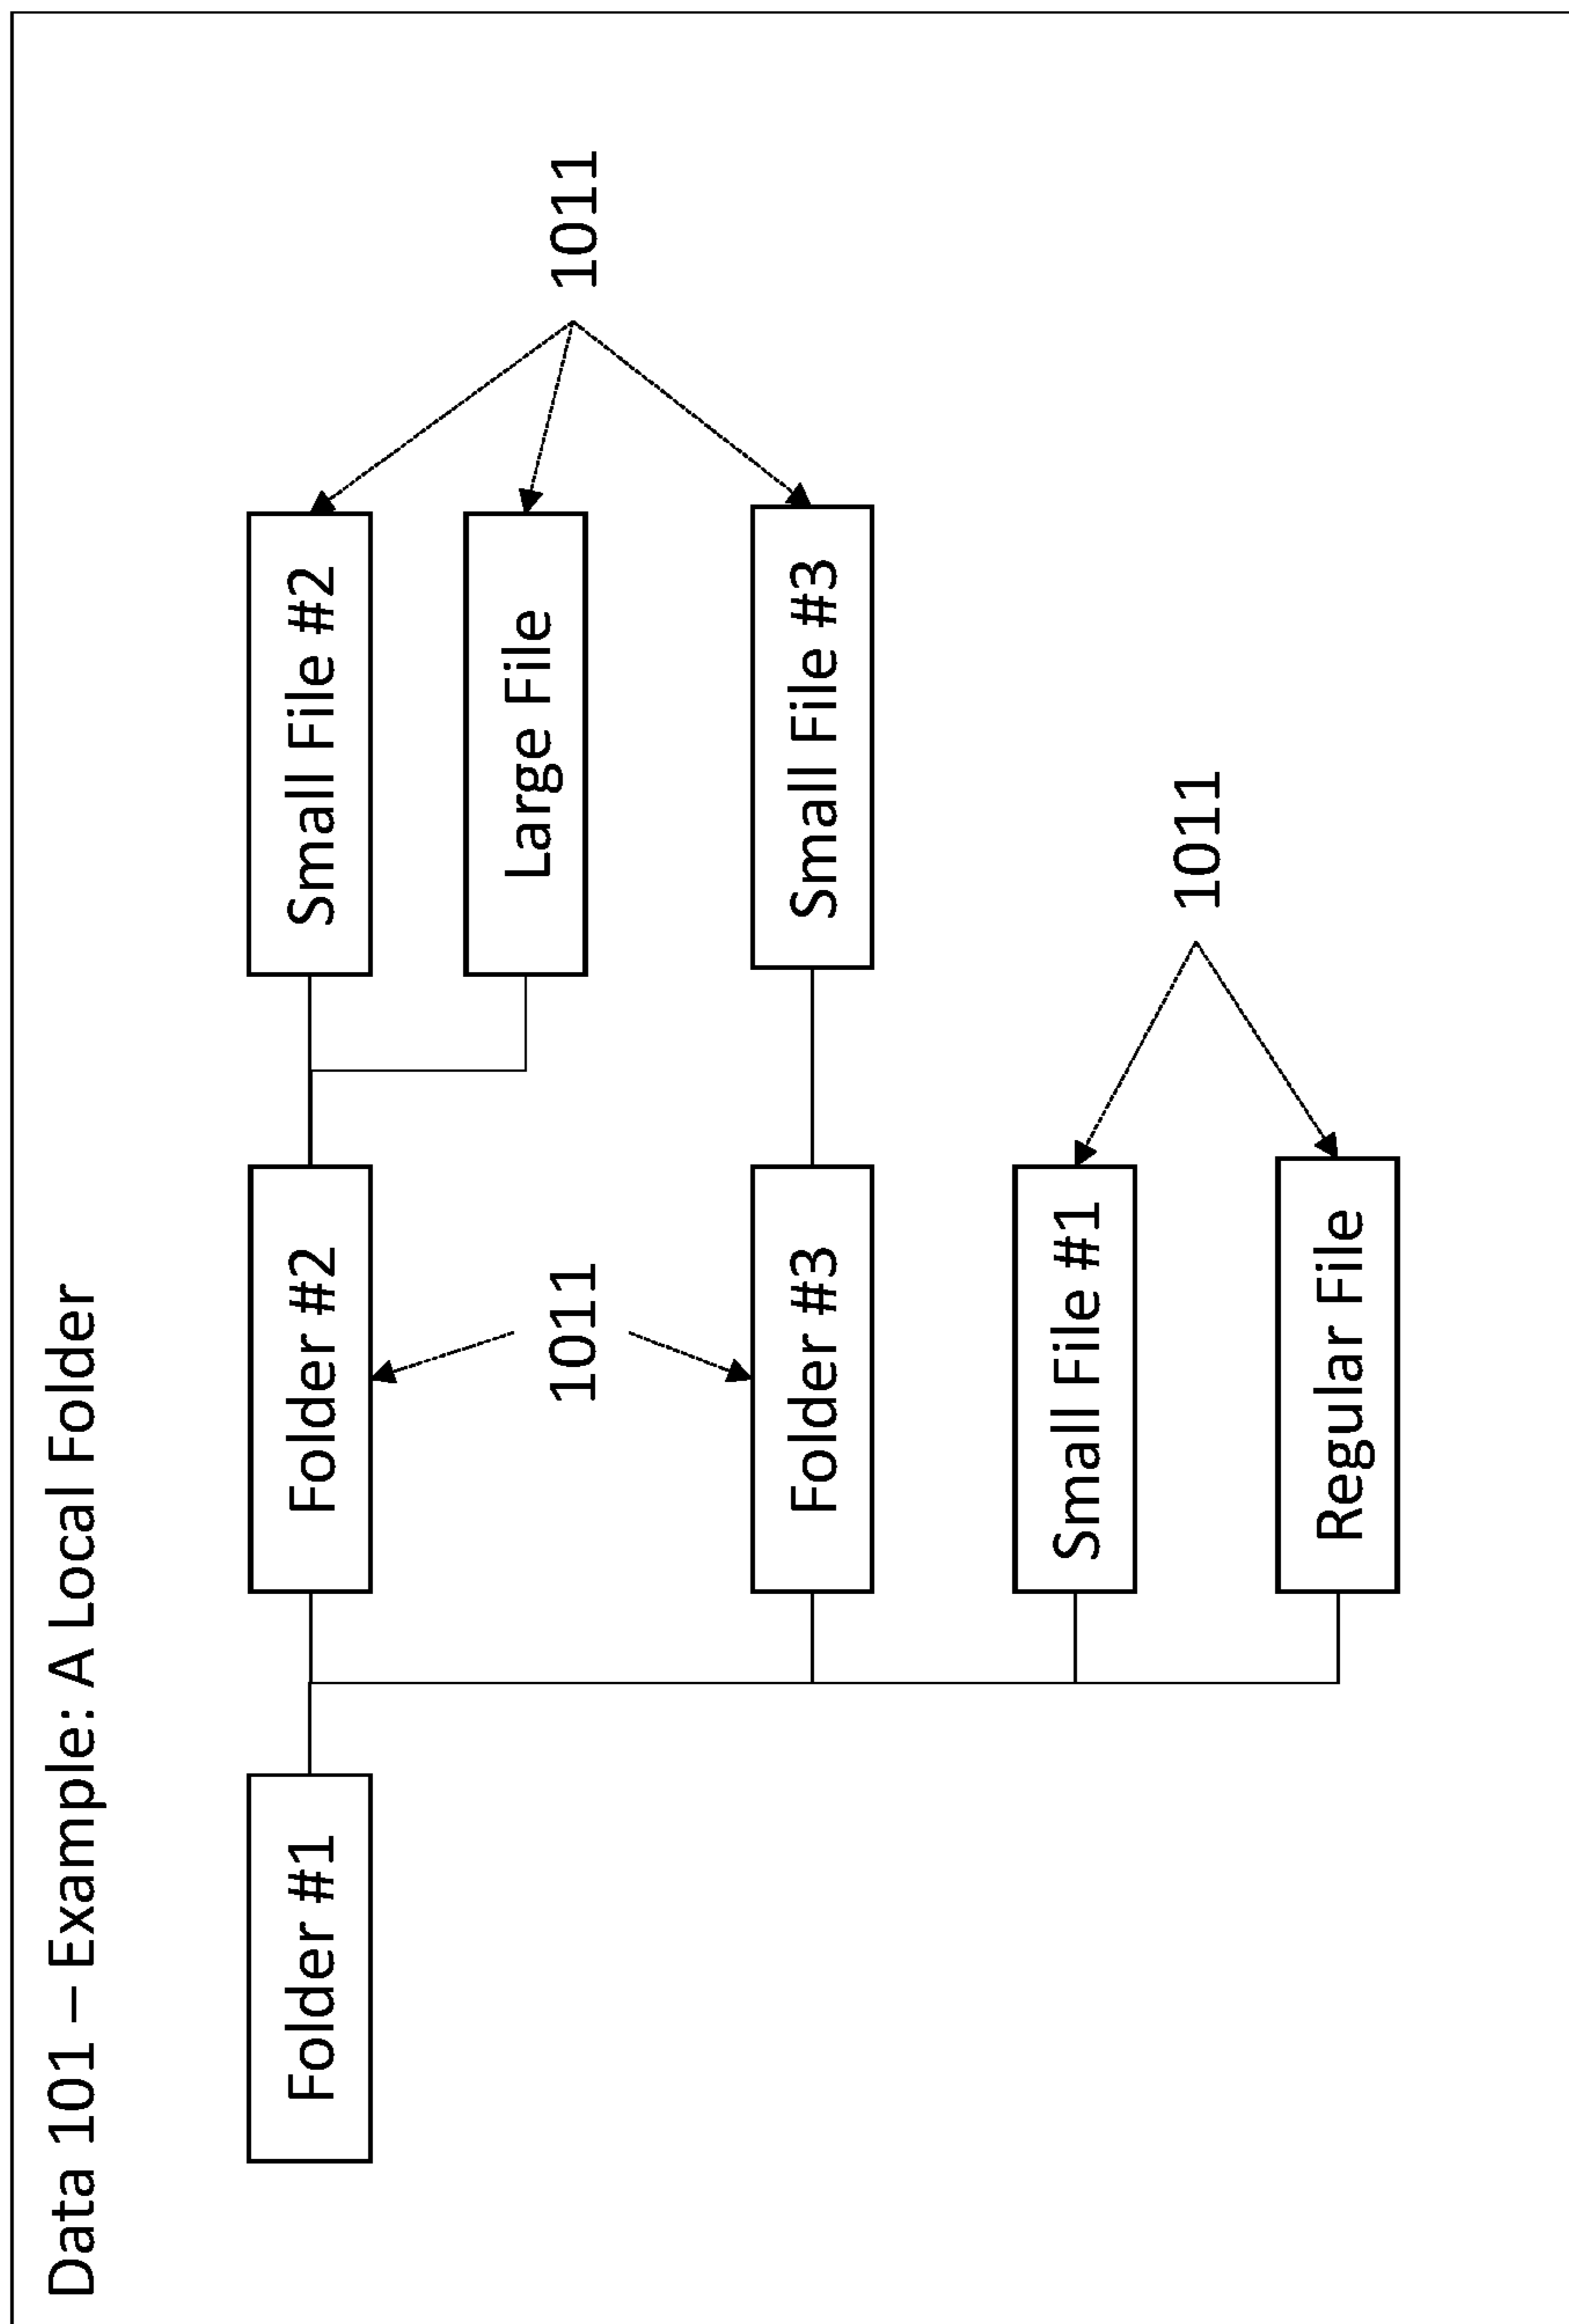 Data 101 – Example: A Local Folder
Folder #1
Folder #2
Small File #2
Large File
1011
1011
Folder #3
Small File #3
Small File #1
1011
Regular File